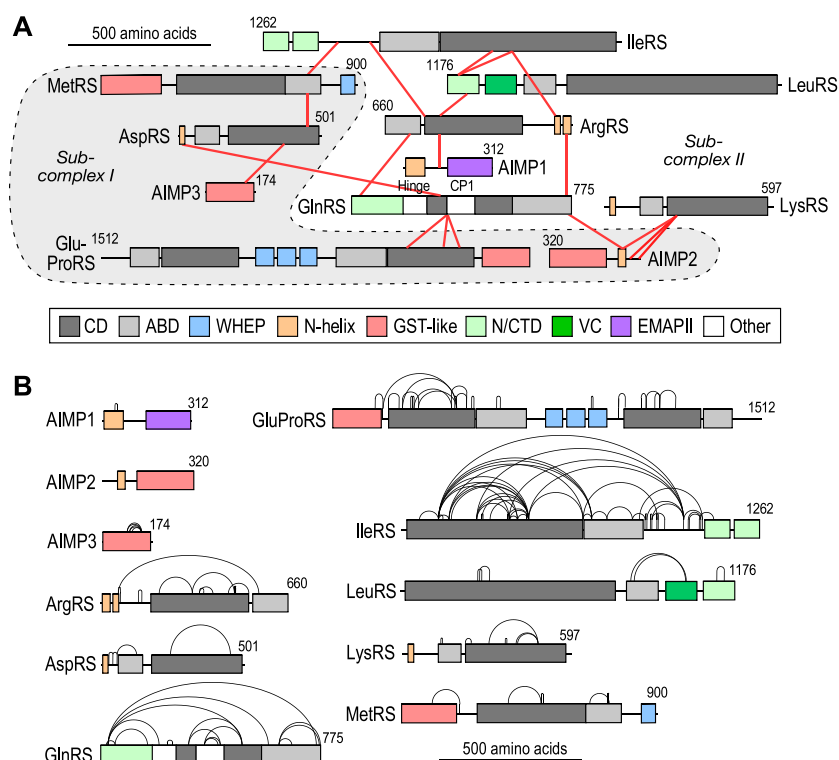 A
500 amino acids
1262
IleRS
MetRS
900
1176
LeuRS
AspRS
501
660
ArgRS
Sub-
complex I
312
AIMP1
Sub-
complex II
AIMP3
174
Hinge
CP1
GlnRS
775
597
LysRS
Glu-
ProRS
1512
320
AIMP2
CD
ABD
WHEP
N-helix
GST-like
N/CTD
VC
EMAPII
Other
B
AIMP1
312
GluProRS
1512
AIMP2
320
AIMP3
174
IleRS
1262
ArgRS
660
LeuRS
1176
AspRS
501
LysRS
597
MetRS
900
GlnRS
775
500 amino acids